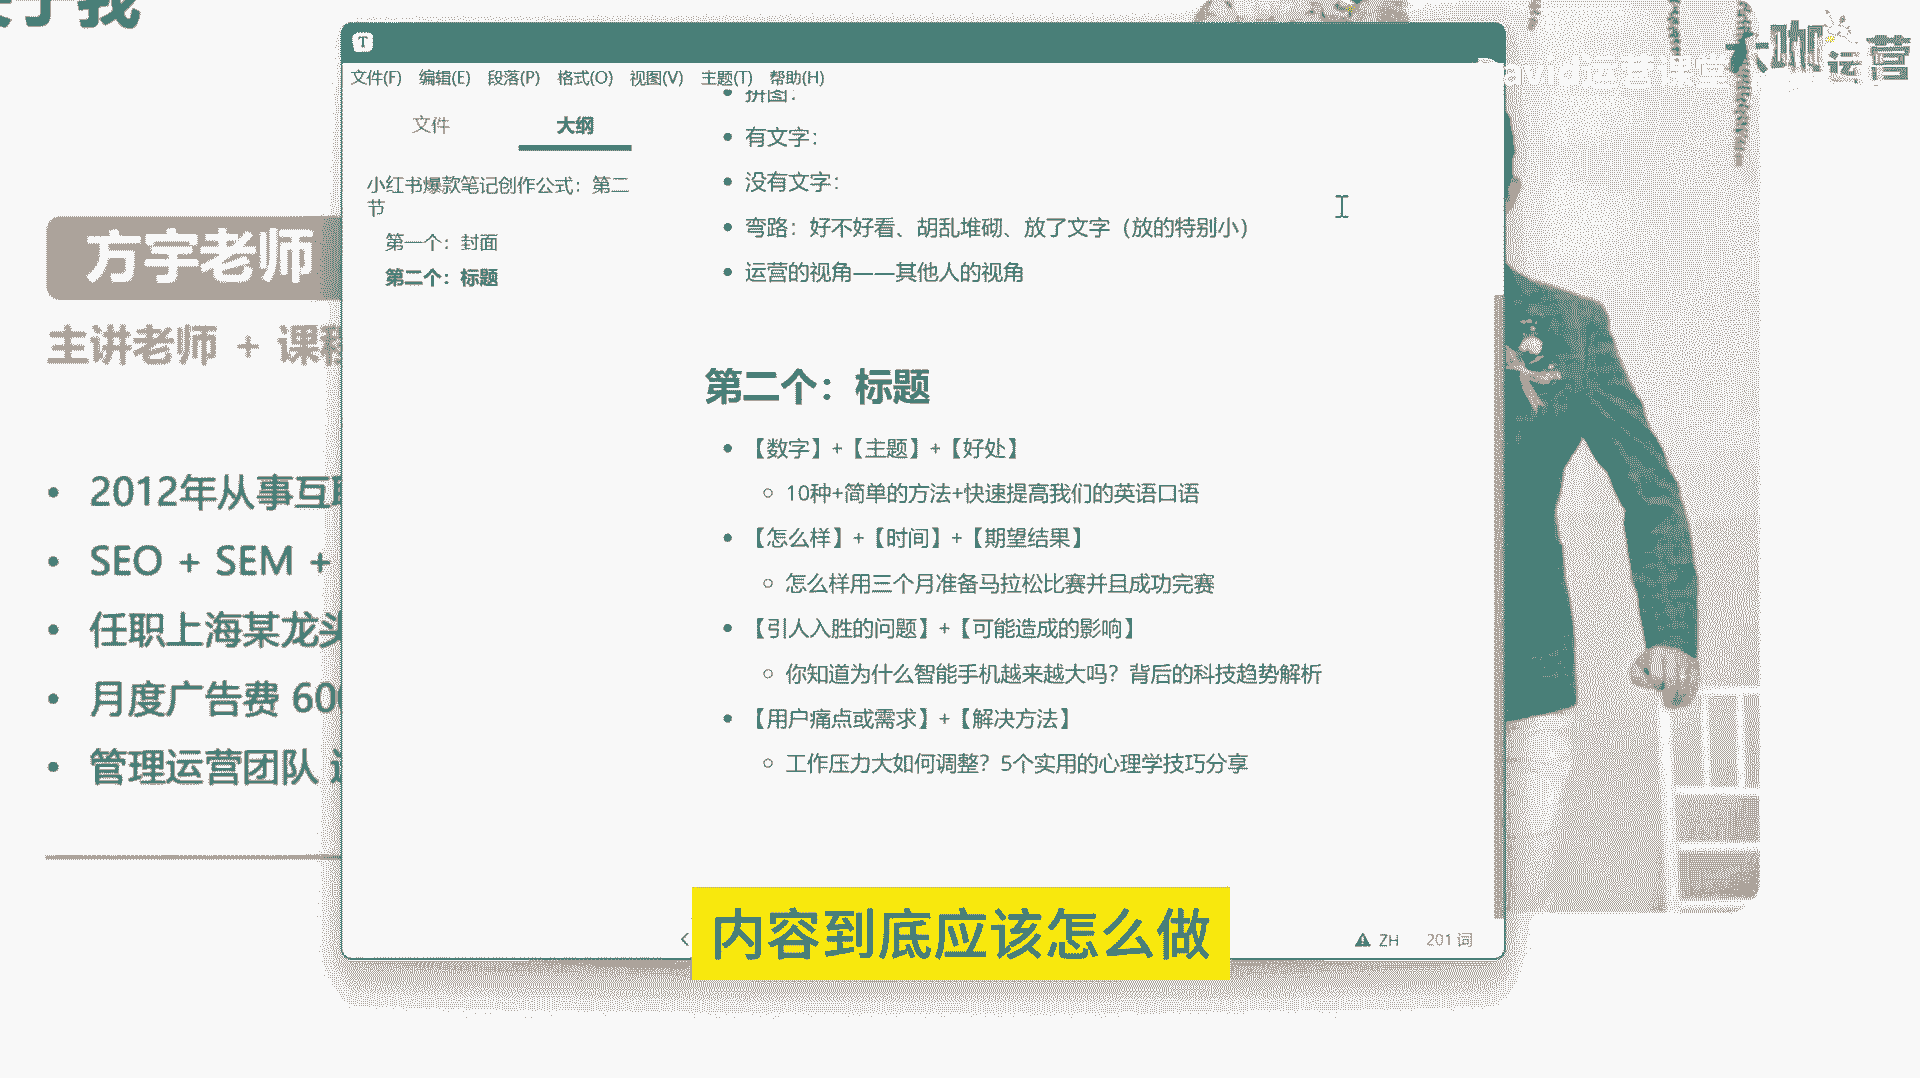 关于我
David运营课堂
大咖运营
方宇老师
主讲老师 + 课程
2012年从事互联
SEO + SEM +
任职上海某龙头
月度广告费 600
管理运营团队
文件(F) 编辑(E) 段落(P) 格式(O) 视图(V) 主题(T) 帮助(H)
文件 大纲
小红书爆款笔记创作公式：第二
节
第一个：封面
第二个：标题
拼图：
有文字：
没有文字：
弯路：好不好看、胡乱堆砌、放了文字（放的特别小）
运营的视角——其他人的视角
第二个：标题
【数字】+【主题】+【好处】
10种+简单的方法+快速提高我们的英语口语
【怎么样】+【时间】+【期望结果】
怎么样用三个月准备马拉松比赛并且成功完赛
【引人入胜的问题】+【可能造成的影响】
你知道为什么智能手机越来越大吗？背后的科技趋势解析
【用户痛点或需求】+【解决方法】
工作压力大如何调整？5个实用的心理学技巧分享
内容到底应该怎么做
ZH 201 词